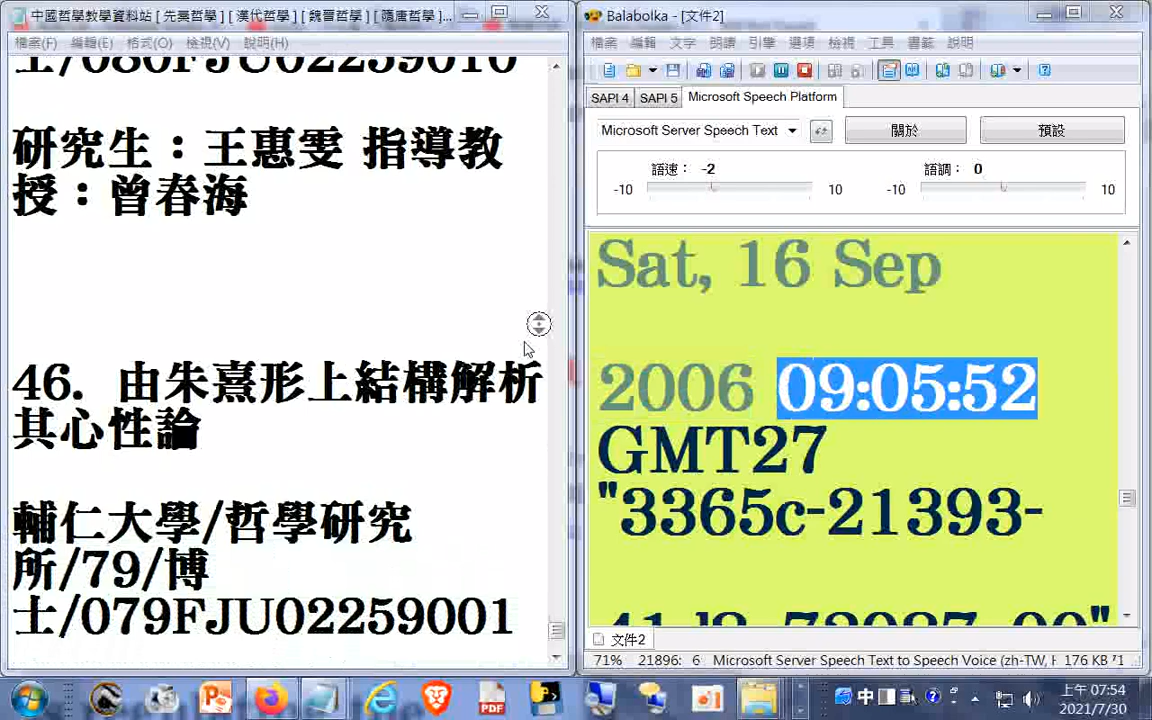 中國哲學教學資料站 [ 先秦哲學 ] [ 漢代哲學 ] [ 魏晉哲學 ] [ 隨唐哲學 ]...
檔案(F) 編輯(E) 格式(O) 檢視(V) 說明(H)
士/080FJU02259010
研究生：王惠雯 指導教
授：曾春海
46. 由朱熹形上結構解析
其心性論
輔仁大學/哲學研究
所/79/博
士/079FJU02259001
Balabolka - [文件2]
檔案 編輯 文字 朗讀 引擎 選項 檢視 工具 書籤 說明
SAPI 4 SAPI 5 Microsoft Speech Platform
Microsoft Server Speech Text 關於 預設
語速： -2 語調： 0
-10 10 -10 10
Sat, 16 Sep
2006 09:05:52
GMT27
"3365c-21393-
文件2
71% 21896: 6 Microsoft Server Speech Text to Speech Voice (zh-TW, 176 KB
中
上午 07:54
2021/7/30